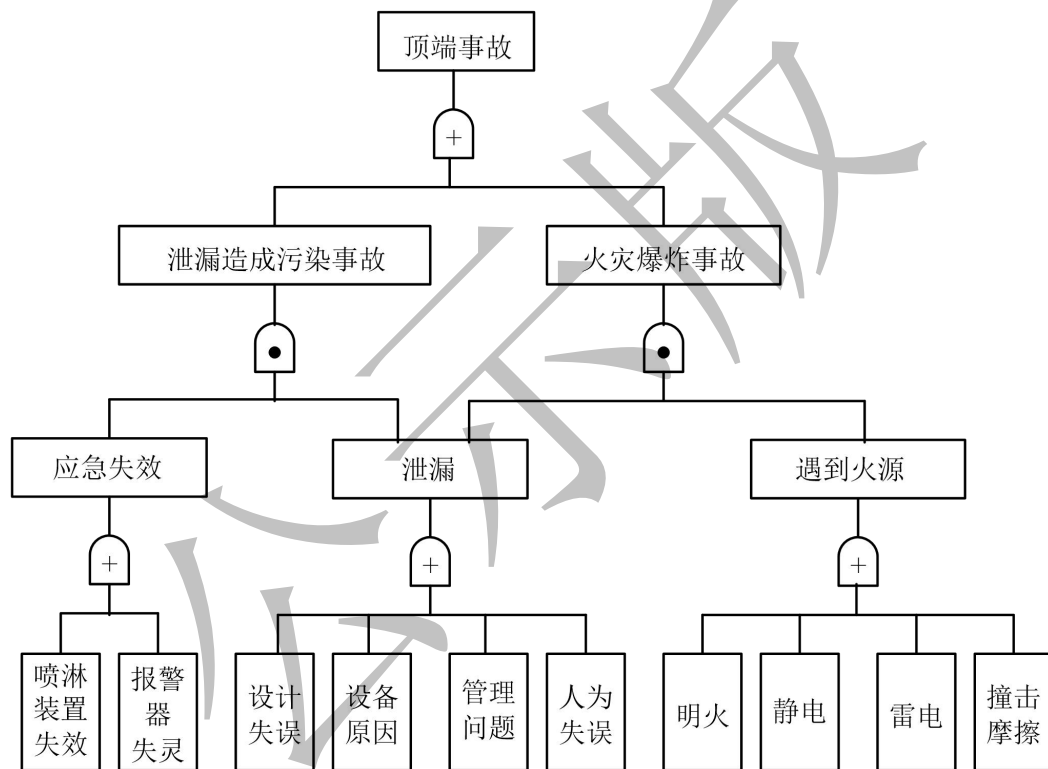 顶端事故
+
泄漏造成污染事故
火灾爆炸事故
应急失效
泄漏
遇到火源
+
+
+
喷淋
装置
失效
报警
器
失灵
设计
失误
设备
原因
管理
问题
人为
失误
明火
静电
雷电
撞击
摩擦
公示版